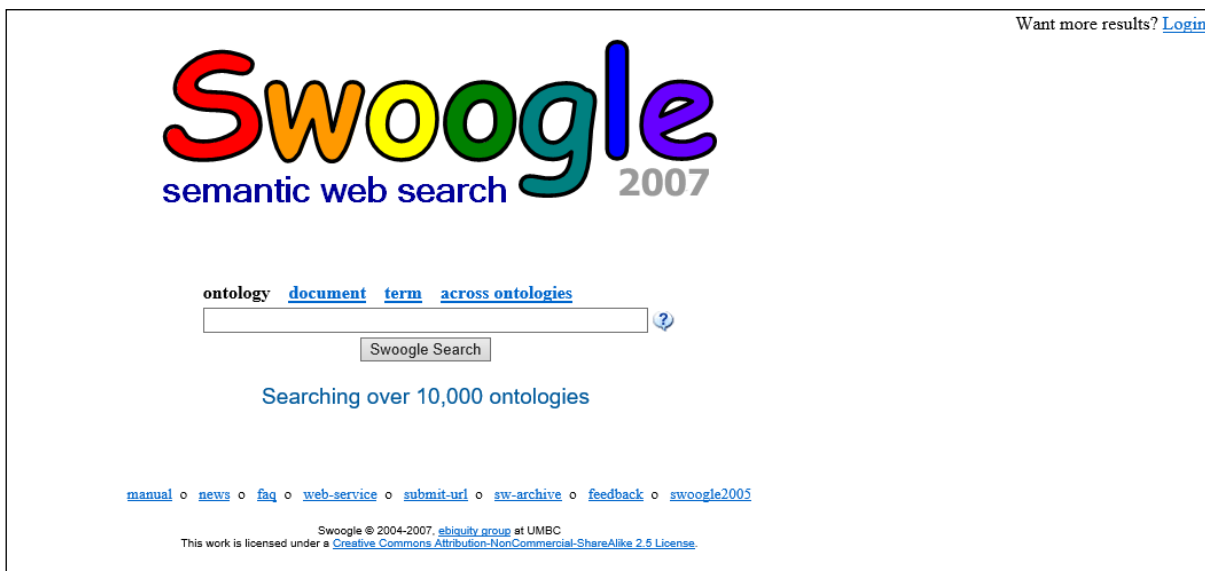 Want more results? Login
Swoogle
semantic web search 2007
ontology document term across ontologies
?
Swoogle Search
Searching over 10,000 ontologies
manual o news o faq o web-service o submit-url o sw-archive o feedback o swoogle2005
Swoogle © 2004-2007, ebiquity group at UMBC
This work is licensed under a Creative Commons Attribution-NonCommercial-ShareAlike 2.5 License.